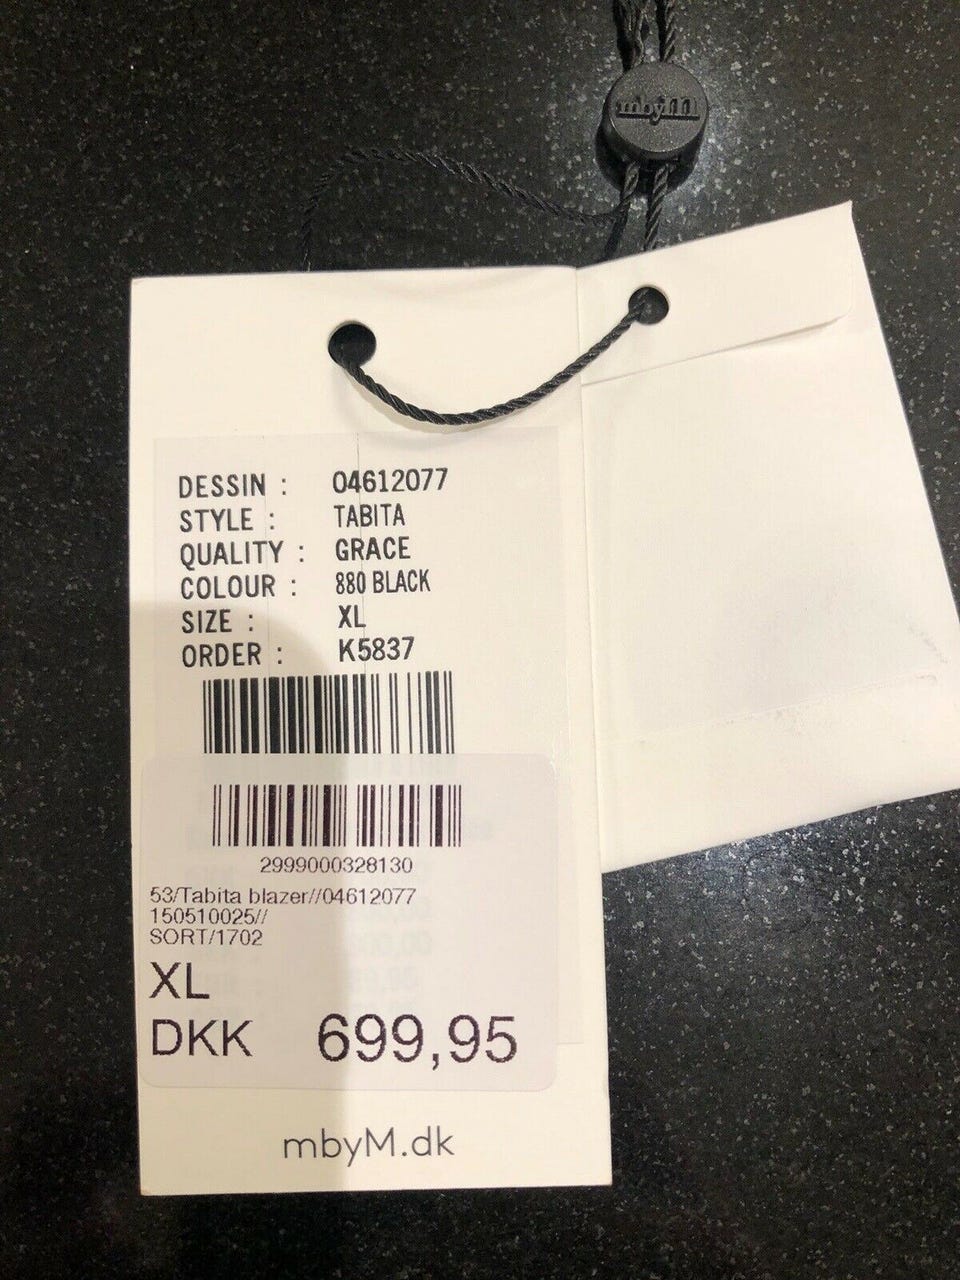 mbyM
DESSIN : 04612077
STYLE : TABITA
QUALITY : GRACE
COLOUR : 880 BLACK
SIZE : XL
ORDER : K5837
2999000328130
53/Tabita blazer//04612077
150510025//
SORT/1702
XL
DKK 699,95
mbyM.dk